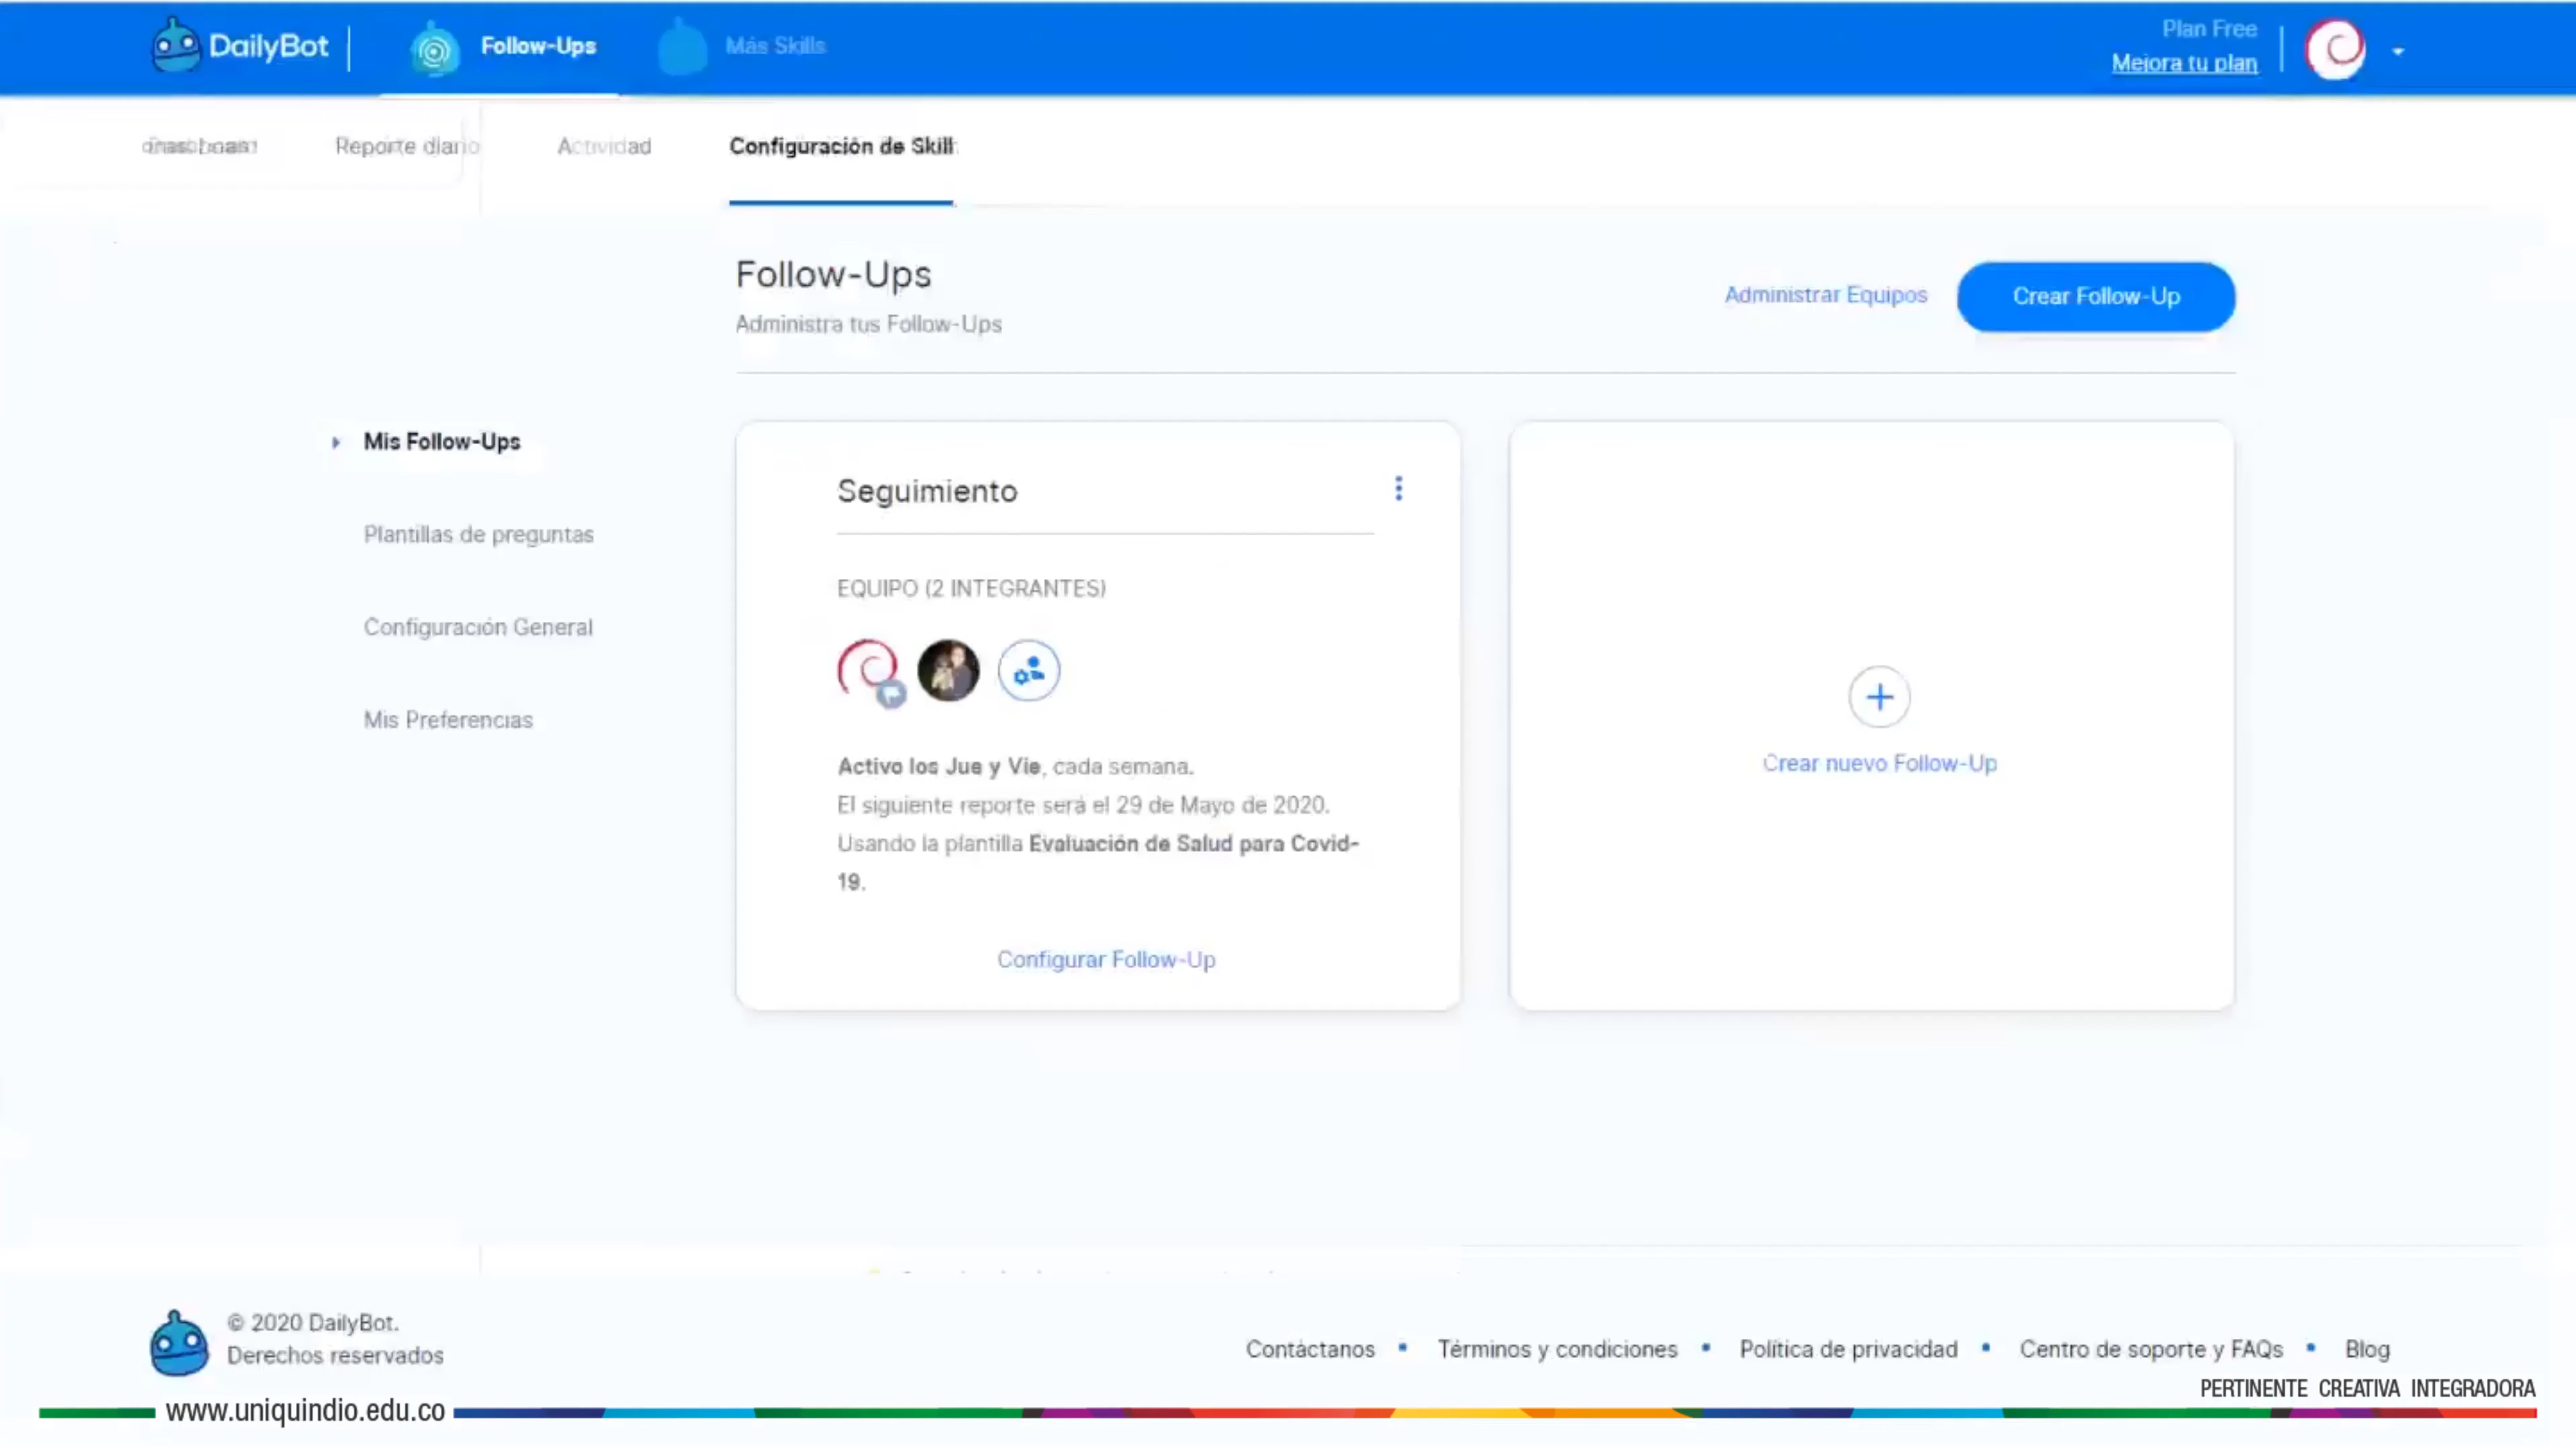 DailyBot
Follow-Ups
Más Skills
Plan Free
Mejora tu plan
Reporte diario
Actividad
Configuración de Skill
Follow-Ups
Administra tus Follow-Ups
Administrar Equipos
Crear Follow-Up
Mis Follow-Ups
Plantillas de preguntas
Configuración General
Mis Preferencias
Seguimiento
EQUIPO (2 INTEGRANTES)
Activo los Jue y Vie, cada semana.
El siguiente reporte será el 29 de Mayo de 2020.
Usando la plantilla Evaluación de Salud para Covid-
19.
Configurar Follow-Up
Crear nuevo Follow-Up
© 2020 DailyBot.
Derechos reservados
Contáctanos • Términos y condiciones • Política de privacidad • Centro de soporte y FAQs • Blog
PERTINENTE CREATIVA INTEGRADORA
www.uniquindio.edu.co